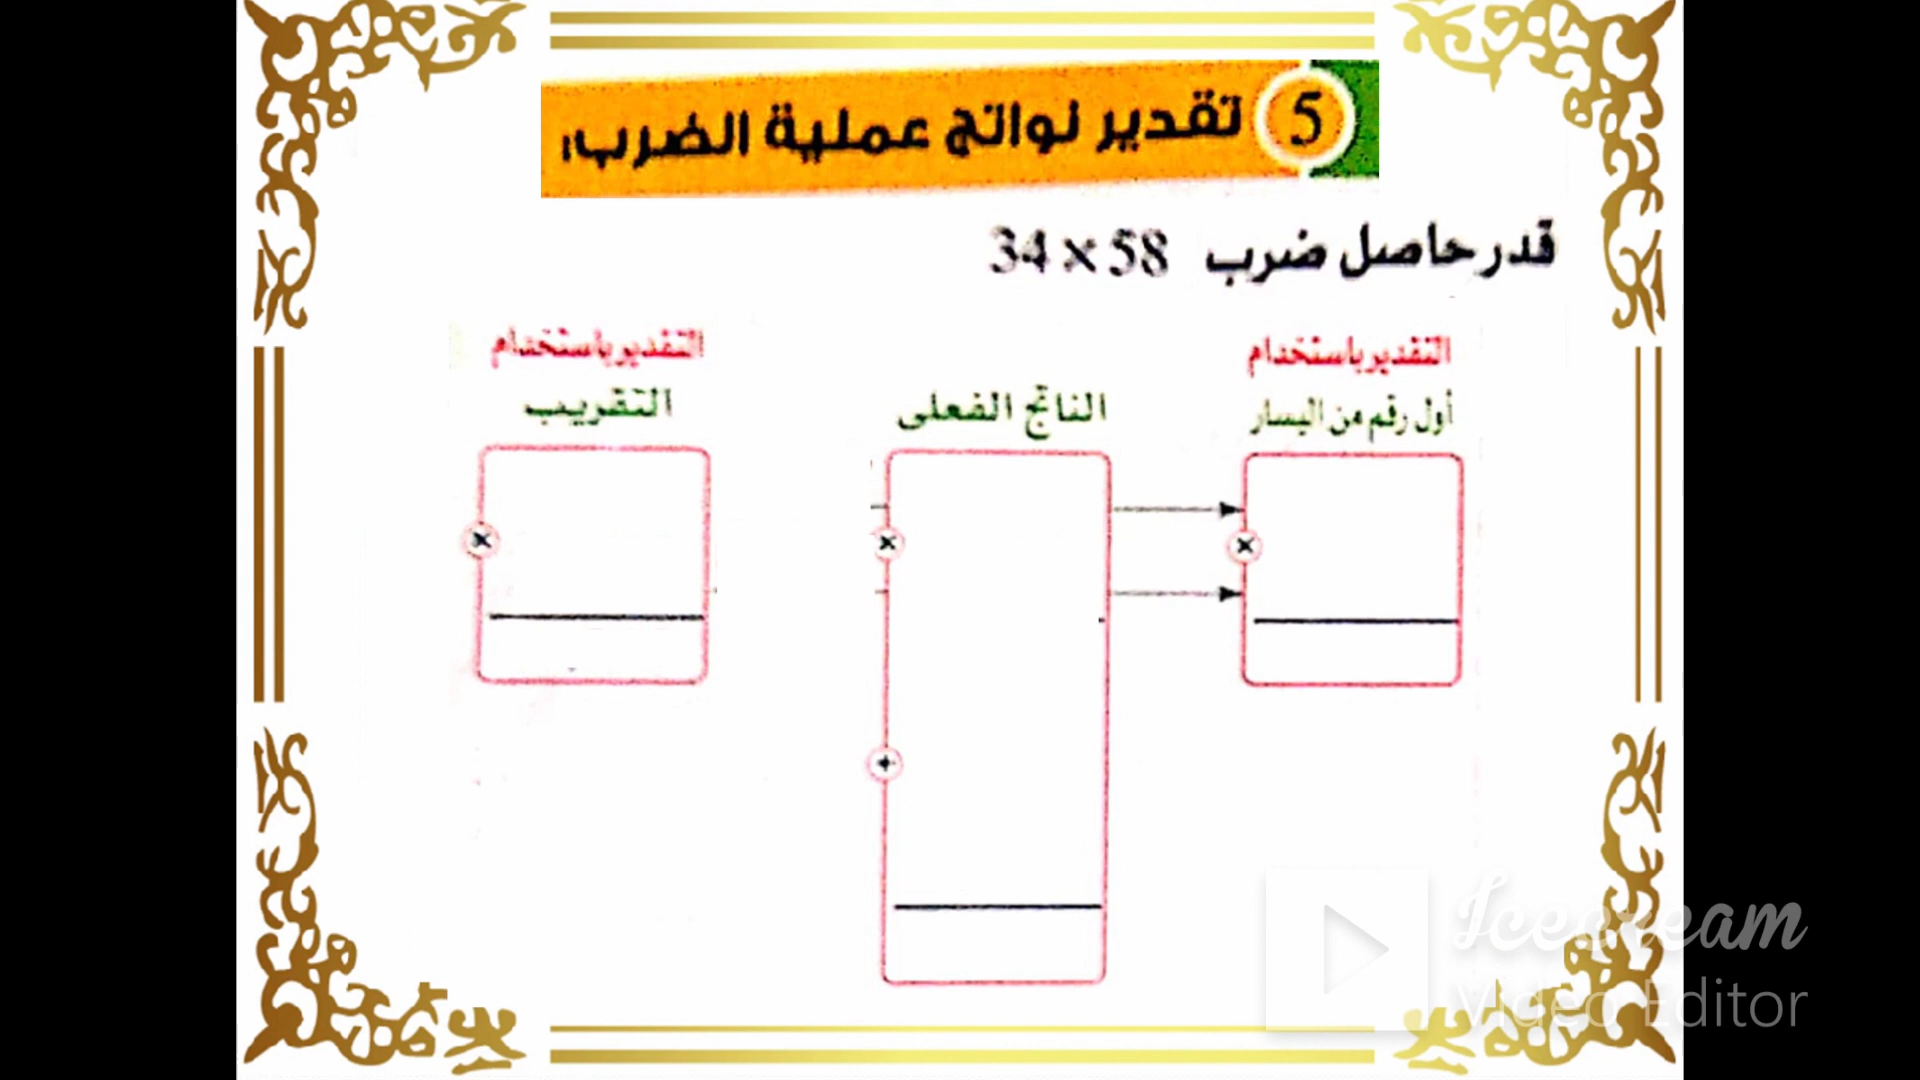 5 تقدير نواتج عملية الضرب:
قدر حاصل ضرب 58 × 34
التقدير باستخدام
أول رقم من اليسار
×
الناتج الفعلى
×
+
التقدير باستخدام
التقريب
×
Icecream
Video Editor